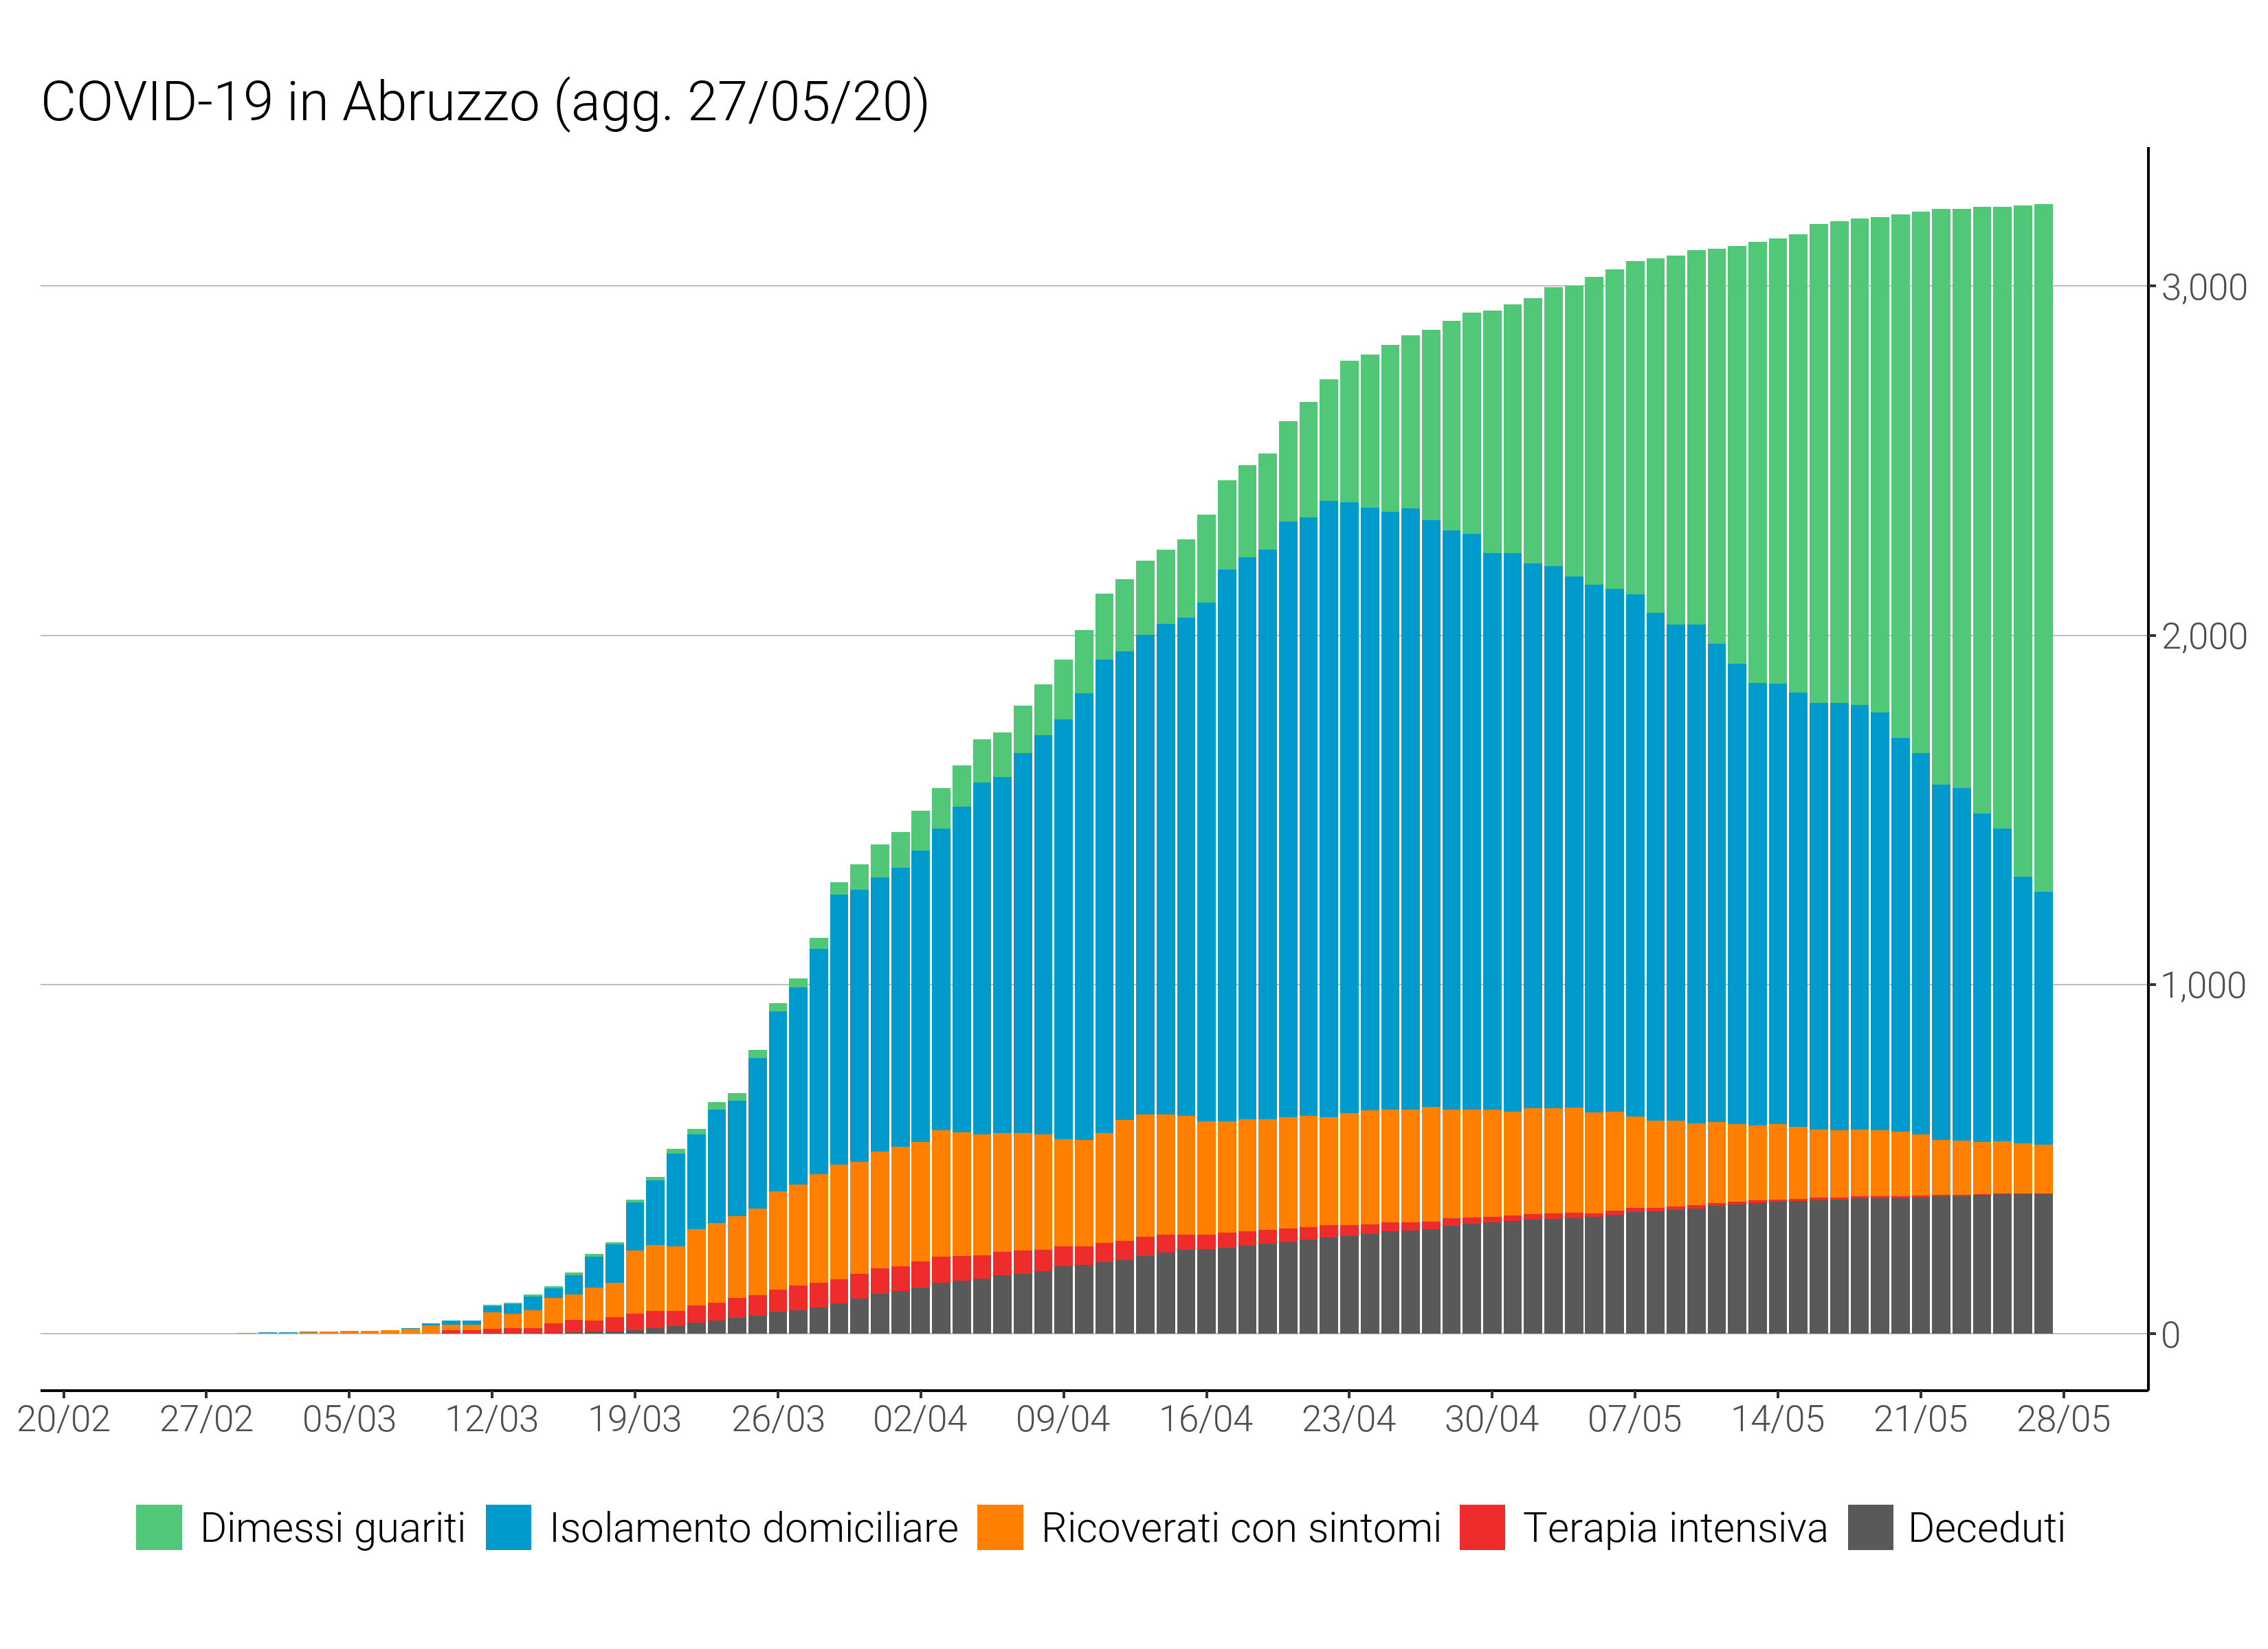 COVID-19 in Abruzzo (agg. 27/05/20)
3,000
2,000
1,000
0
20/02 27/02 05/03 12/03 19/03 26/03 02/04 09/04 16/04 23/04 30/04 07/05 14/05 21/05 28/05
Dimessi guariti Isolamento domiciliare Ricoverati con sintomi Terapia intensiva Deceduti